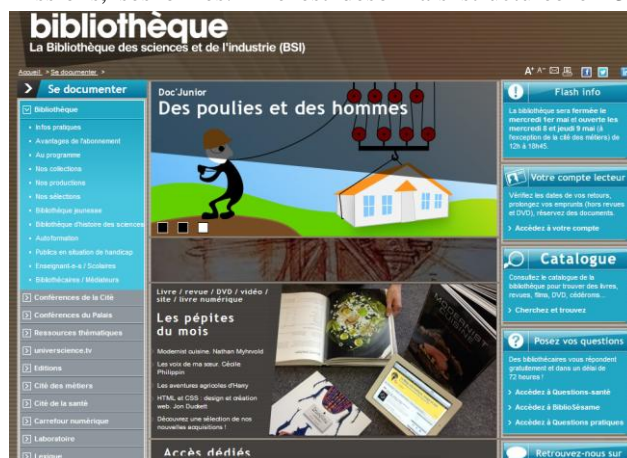 bibliothèque
La Bibliothèque des sciences et de l'industrie (BSI)
Accueil > Se documenter >
A+ A-
Se documenter
Bibliothèque
Infos pratiques
Avantages de l'abonnement
Au programme
Nos collections
Nos productions
Nos sélections
Bibliothèque jeunesse
Bibliothèque d'histoire des sciences
Autoformation
Publics en situation de handicap
Enseignant-e-s / Scolaires
Bibliothécaires / Médiateurs
Conférences de la Cité
Conférences du Palais
Ressources thématiques
universcience.tv
Editions
Cité des métiers
Cité de la santé
Carrefour numérique
Laboratoire
Lexique
Doc'Junior
Des poulies et des hommes
Livre / revue / DVD / vidéo /
site / livre numérique
Les pépites
du mois
Modernist cuisine. Nathan Myhrvold
Les voix de ma sœur. Cécile
Philippin
Les aventures agricoles d'Harry
HTML et CSS : design et création
web. Jon Duckett
Découvrez une sélection de nos
nouvelles acquisitions !
Accès dédiés
Flash info
La bibliothèque sera fermée le
mercredi 1er mai et ouverte les
mercredi 8 et jeudi 9 mai (à
l'exception de la cité des métiers) de
12h à 18h45.
Votre compte lecteur
Vérifiez les dates de vos retours,
prolongez vos emprunts (hors revues
et DVD), réservez des documents.
> Accédez à votre compte
Catalogue
Consultez le catalogue de la
bibliothèque pour trouver des livres,
revues, films, DVD, cédéroms...
> Cherchez et trouvez
Posez vos questions
Des bibliothécaires vous répondent
gratuitement et dans un délai de
72 heures !
> Accédez à Questions-santé
> Accédez à BiblioSésame
> Accédez à Questions pratiques
Retrouvez-nous sur